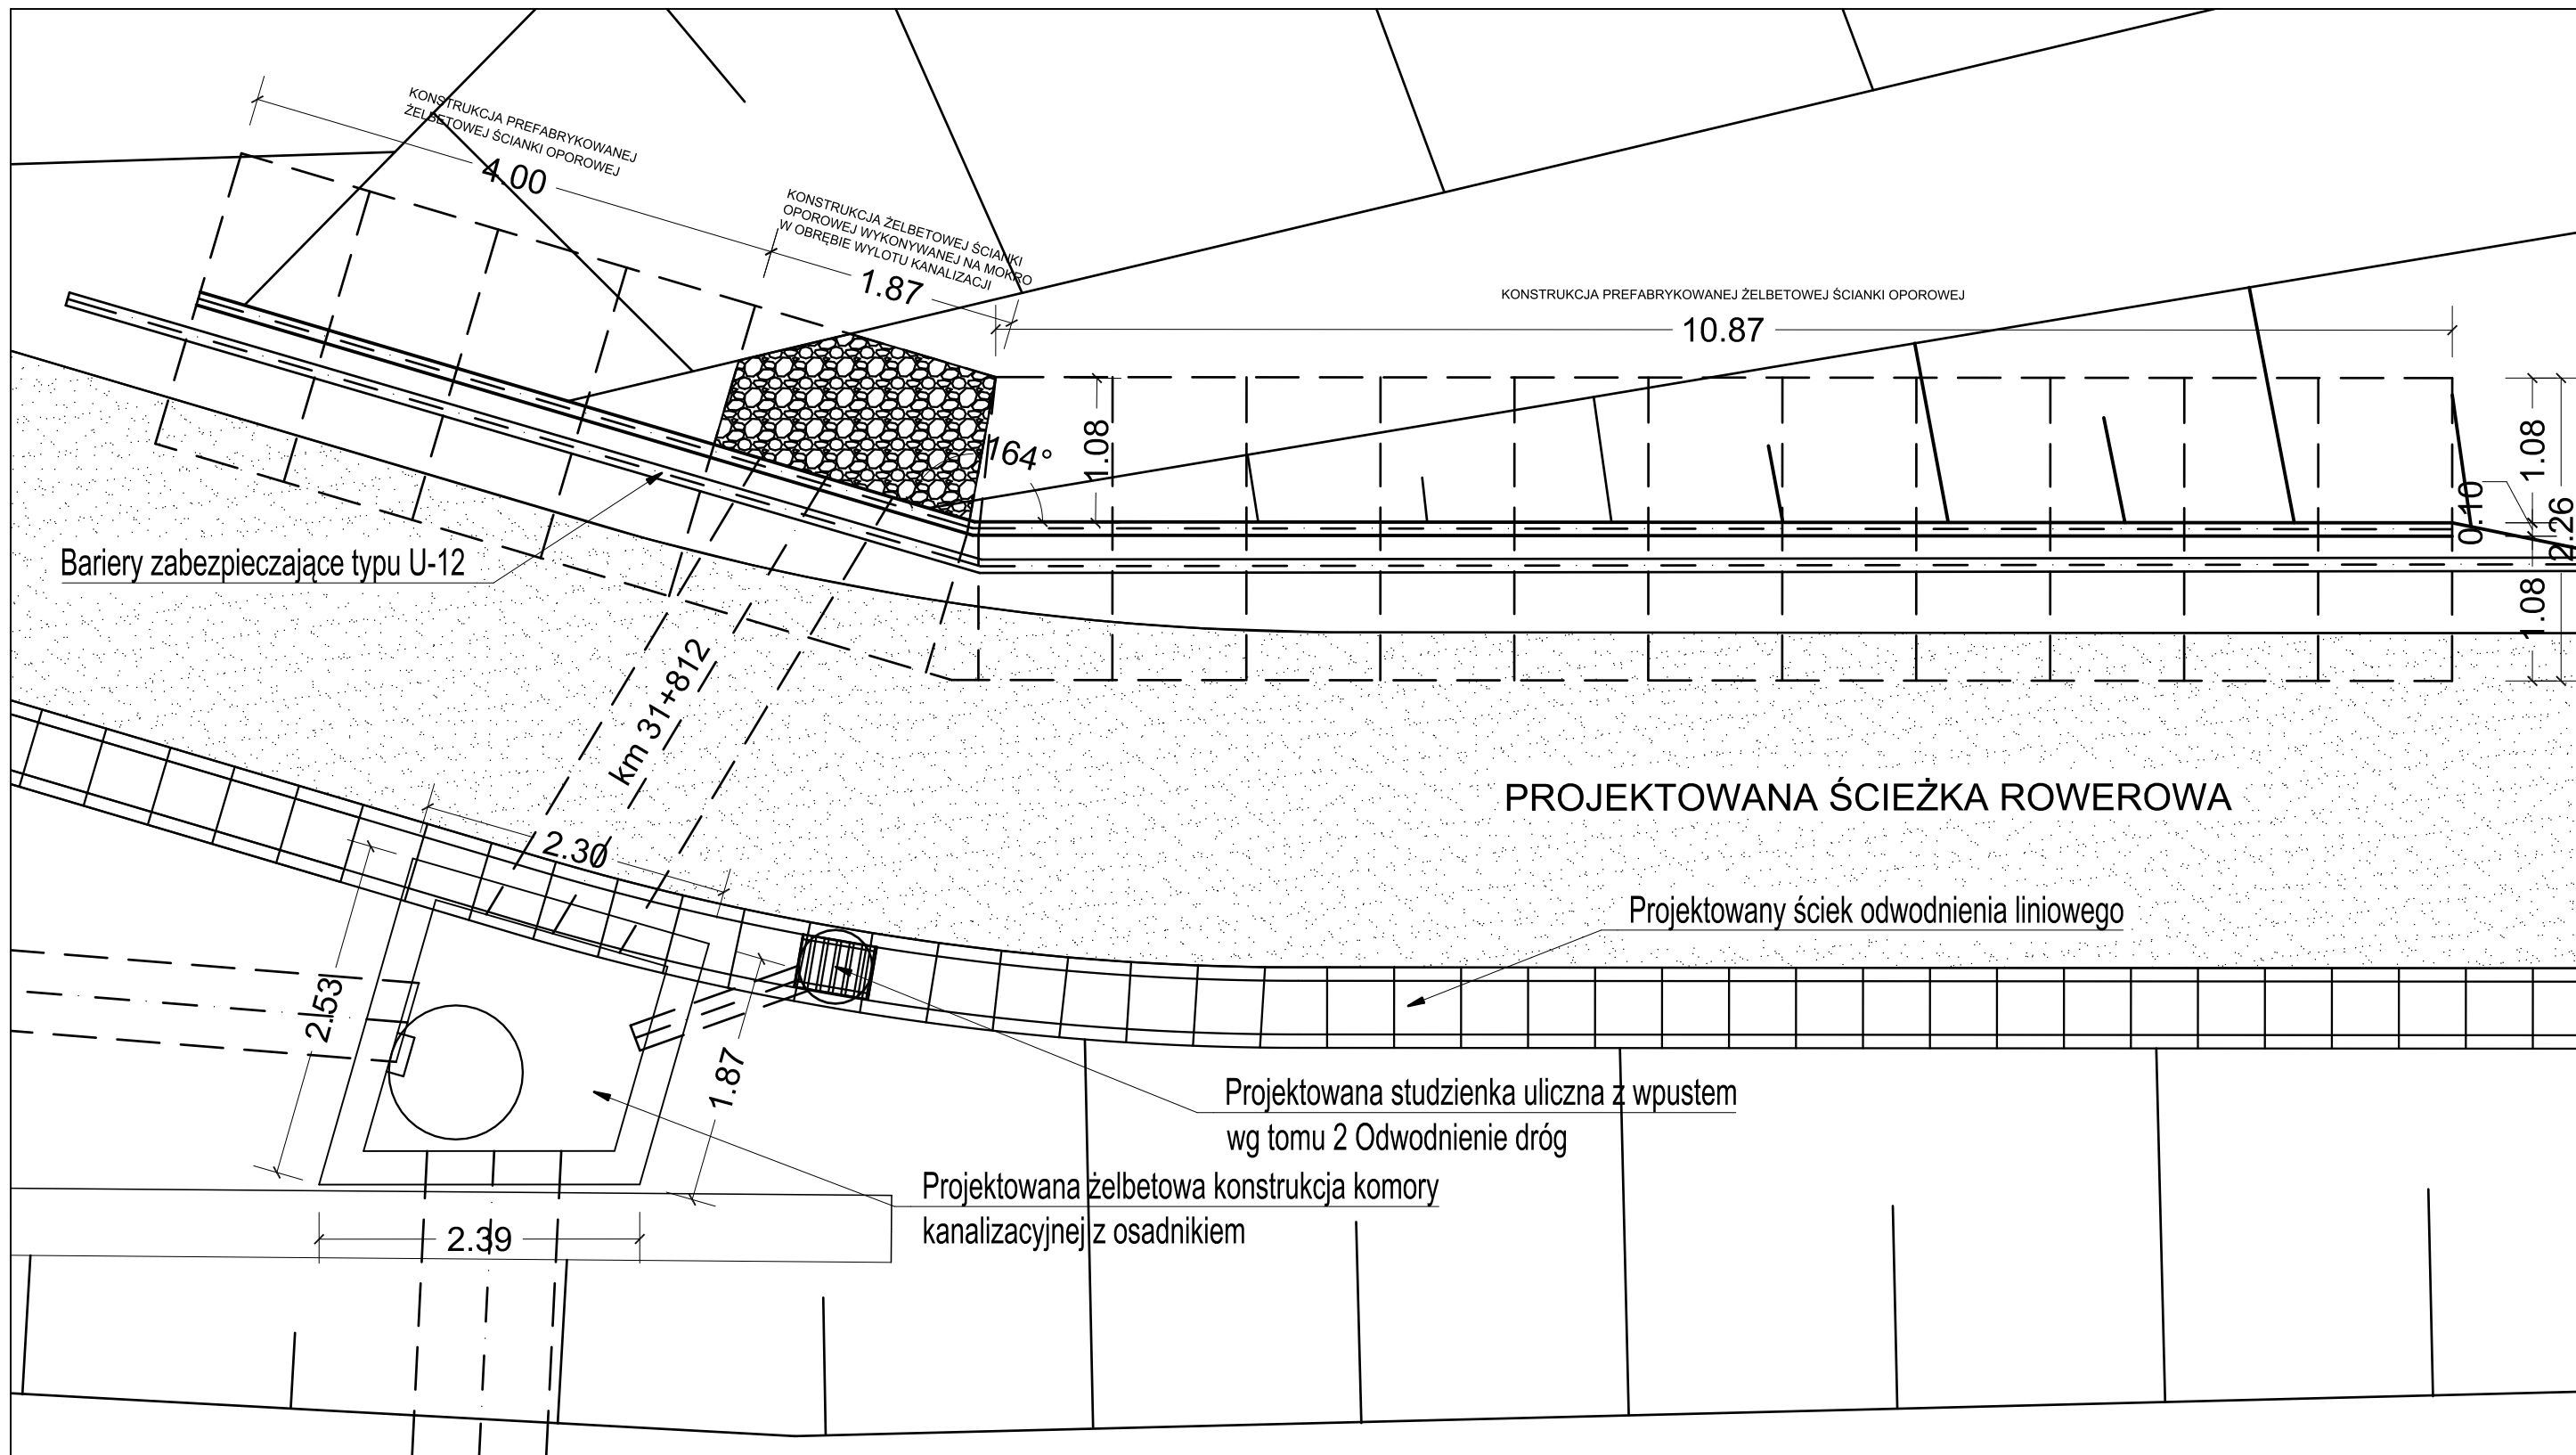 KONSTRUKCJA PREFABRYKOWANEJ
ŻELBETOWEJ ŚCIANKI OPOROWEJ
4.00
KONSTRUKCJA ŻELBETOWEJ ŚCIANKI
OPOROWEJ WYKONYWANEJ NA MOKRO
W OBRĘBIE WYLOTU KANALIZACJI
1.87
KONSTRUKCJA PREFABRYKOWANEJ ŻELBETOWEJ ŚCIANKI OPOROWEJ
10.87
164°
1.08
1.08
0.10
2.26
1.08
Bariery zabezpieczające typu U-12
km 31+812
PROJEKTOWANA ŚCIEŻKA ROWEROWA
2.30
Projektowany ściek odwodnienia liniowego
2.53
1.87
Projektowana studzienka uliczna z wpustem
wg tomu 2 Odwodnienie dróg
Projektowana żelbetowa konstrukcja komory
kanalizacyjnej z osadnikiem
2.39